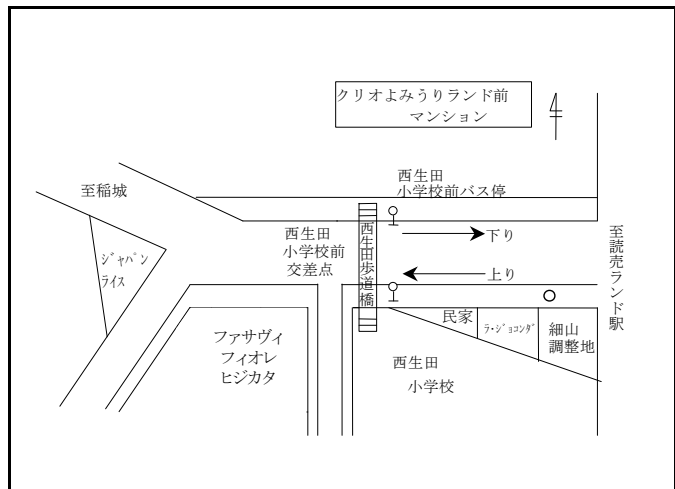 クリオよみうりランド前
マンション
西生田
小学校前バス停
至稲城
西生田
小学校前
交差点
西生田歩道橋
下り
至読売ランド駅
ジャパン
ライス
上り
民家
ラ・ジョコンダ
細山
調整地
ファサヴィ
フィオレ
ヒジカタ
西生田
小学校